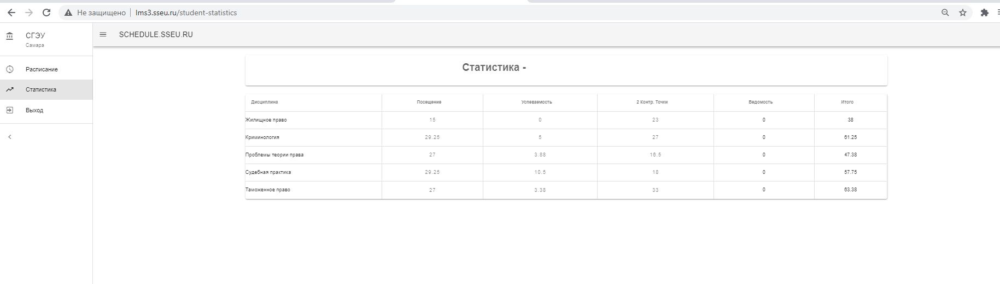 Не защищено lms3.sseu.ru/student-statistics
СГЭУ
Самара
SCHEDULE.SSEU.RU
Расписание
Статистика
Выход
Статистика -
Дисциплина Посещение Успеваемость 2 Контр. Точки Ведомость Итого
Жилищное право 15 0 23 0 38
Криминология 29.25 5 27 0 61.25
Проблемы теории права 27 3.88 16.5 0 47.38
Судебная практика 29.25 10.5 18 0 57.75
Таможенное право 27 3.38 33 0 63.38